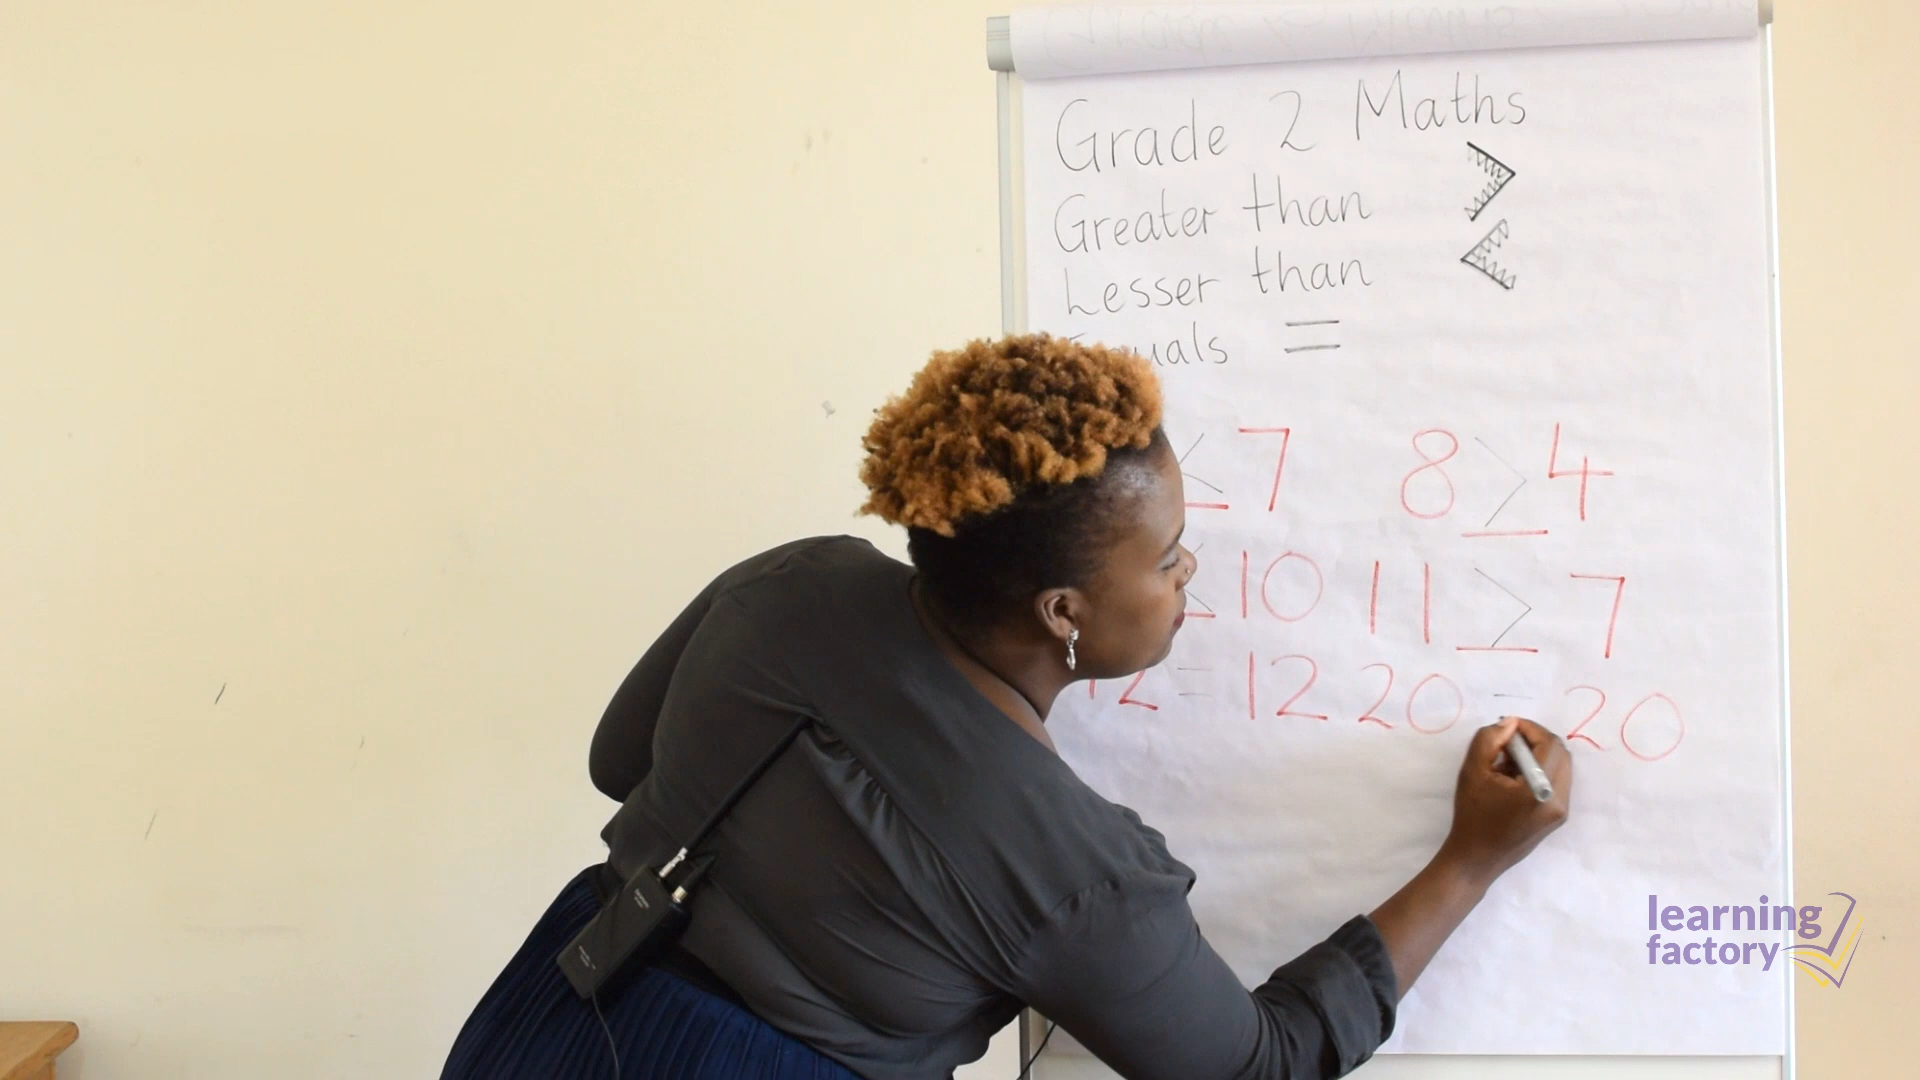 Grade 2 Maths
Greater than >
Lesser than <
Equals =
< 7 8 > 4
< 10 11 > 7
12 = 12 20 = 20
learning
factory